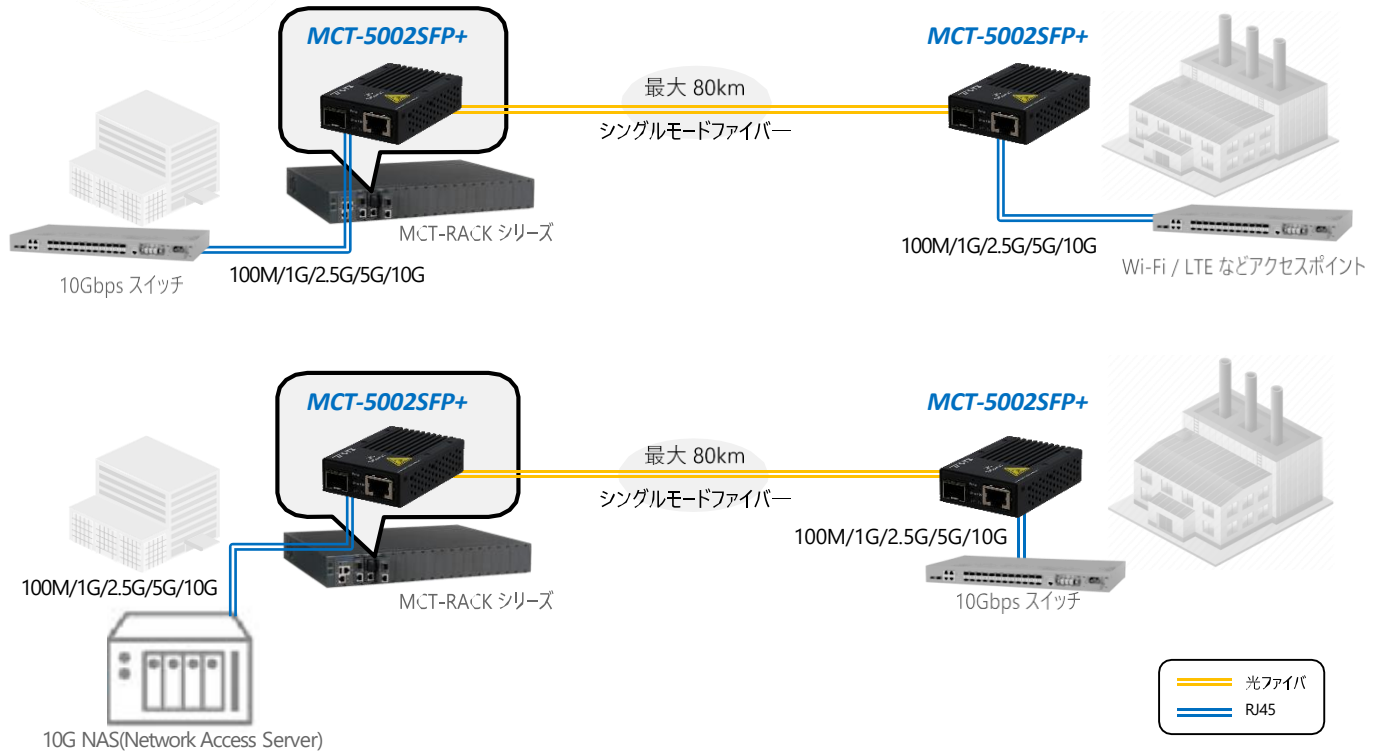 MCT-5002SFP+
MCT-5002SFP+
最大 80km
シングルモードファイバー
MCT-RACK シリーズ
100M/1G/2.5G/5G/10G
100M/1G/2.5G/5G/10G
10Gbps スイッチ
Wi-Fi / LTE などアクセスポイント
MCT-5002SFP+
MCT-5002SFP+
最大 80km
シングルモードファイバー
100M/1G/2.5G/5G/10G
100M/1G/2.5G/5G/10G
MCT-RACK シリーズ
10Gbps スイッチ
10G NAS(Network Access Server)
光ファイバ
RJ45